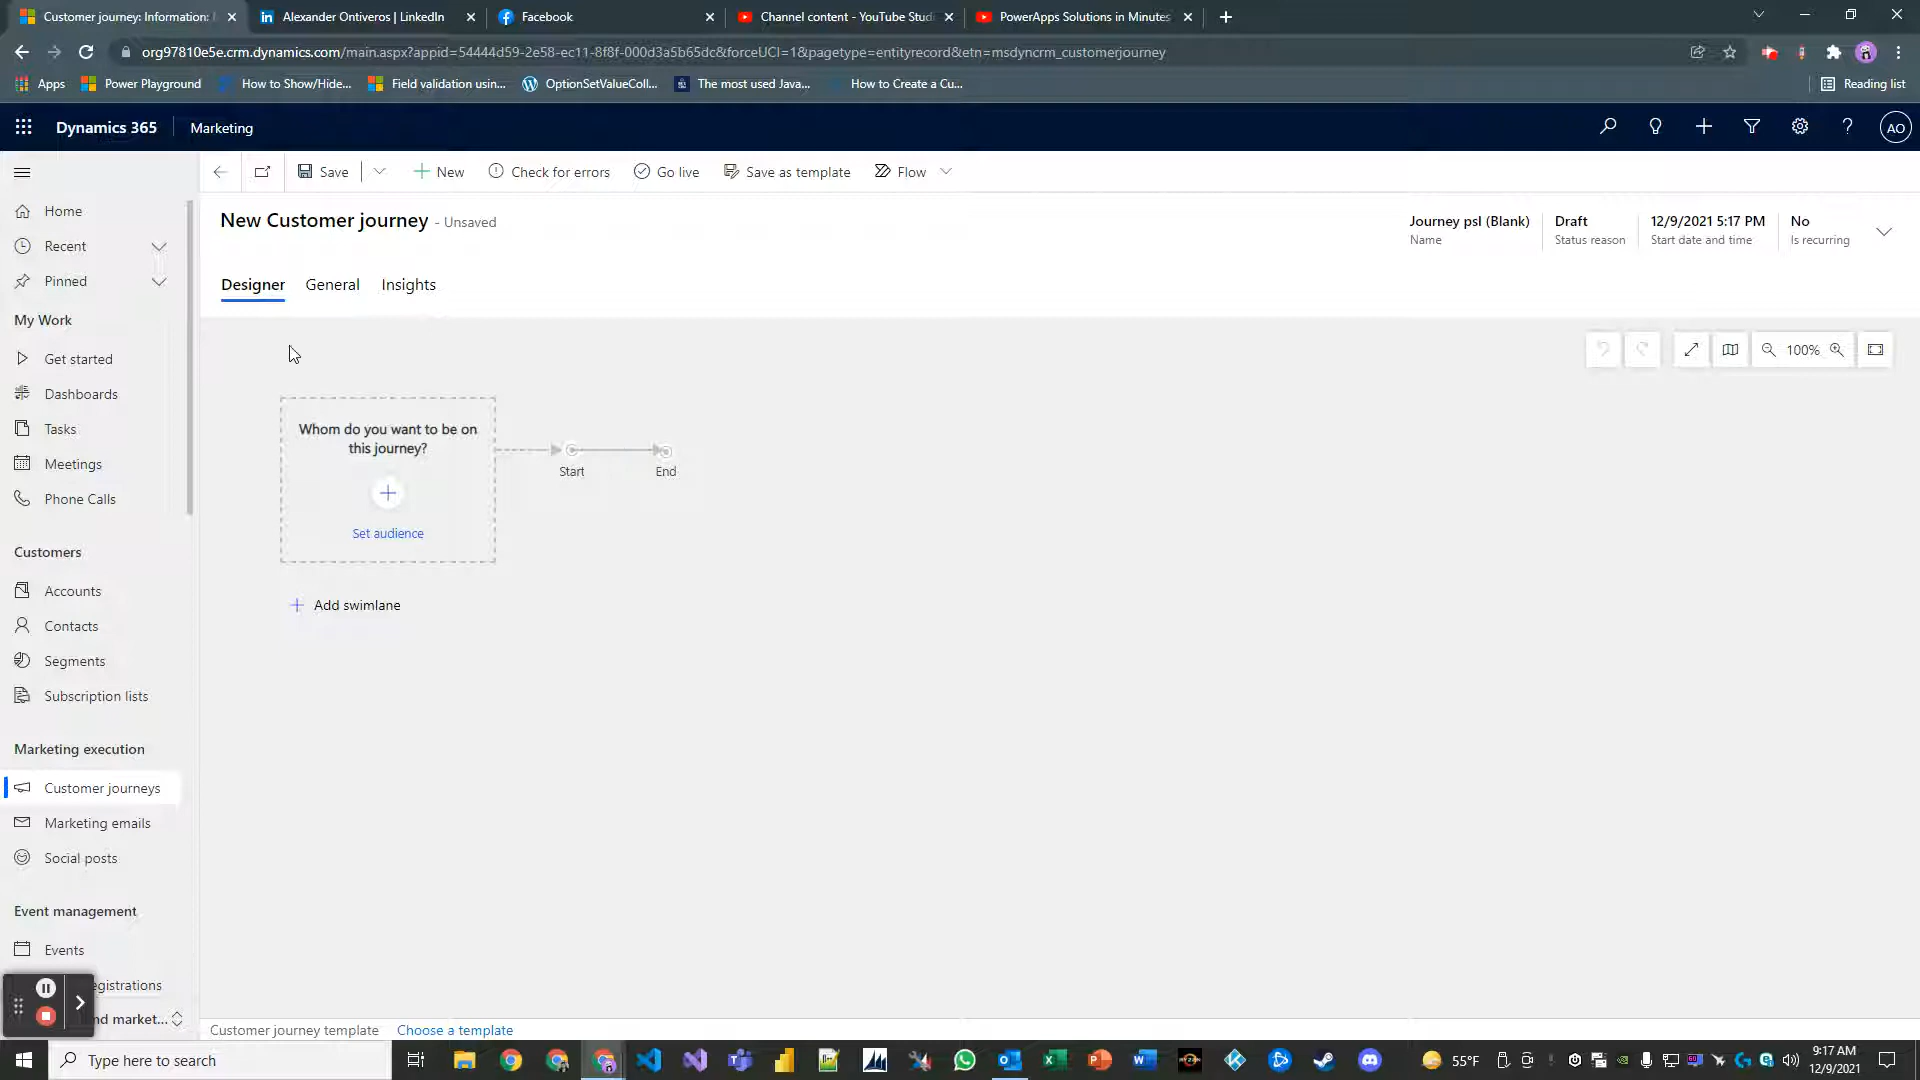 Customer journey: Information:
Alexander Ontiveros | LinkedIn
Facebook
Channel content - YouTube Studi
PowerApps Solutions in Minutes
org97810e5e.crm.dynamics.com/main.aspx?appid=54444d59-2e58-ec11-8f8f-000d3a5b65dc&forceUCI=1&pagetype=entityrecord&etn=msdyncrm_customerjourney
Apps
Power Playground
How to Show/Hide...
Field validation usin...
OptionSetValueColl...
The most used Java...
How to Create a Cu...
Reading list
Dynamics 365
Marketing
AO
Save
New
Check for errors
Go live
Save as template
Flow
New Customer journey - Unsaved
Journey psl (Blank)
Name
Draft
Status reason
12/9/2021 5:17 PM
Start date and time
No
Is recurring
Designer
General
Insights
Home
Recent
Pinned
My Work
Get started
Dashboards
Tasks
Meetings
Phone Calls
Customers
Accounts
Contacts
Segments
Subscription lists
Marketing execution
Customer journeys
Marketing emails
Social posts
Event management
Events
egistrations
nd market...
100%
Whom do you want to be on
this journey?
Set audience
Start
End
Add swimlane
Customer journey template
Choose a template
Type here to search
55°F
9:17 AM
12/9/2021